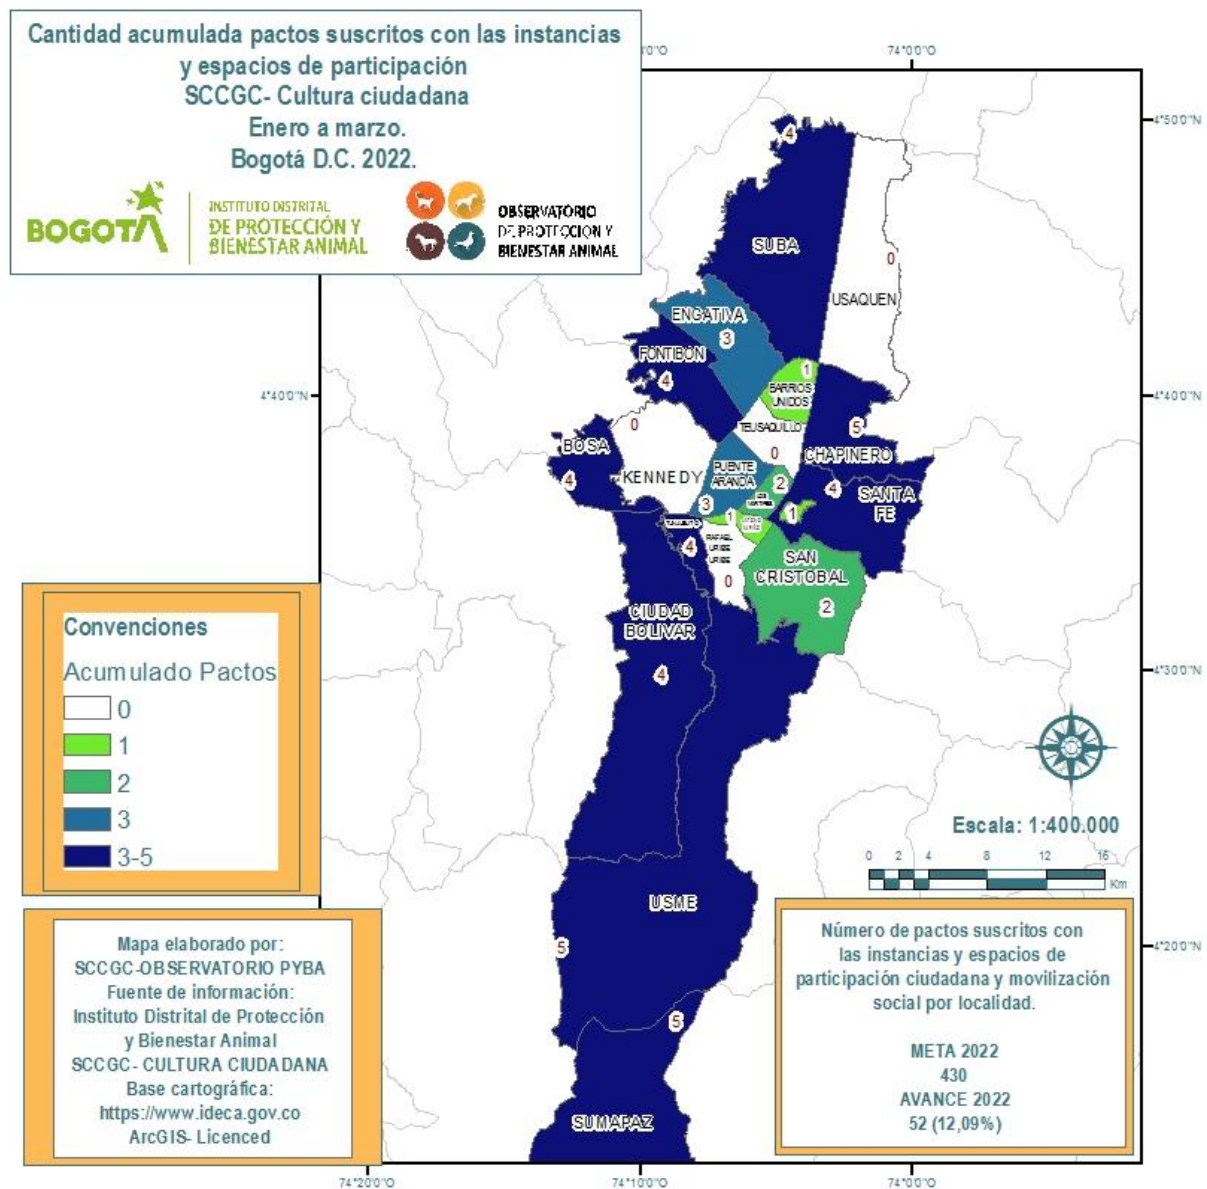 Cantidad acumulada pactos suscritos con las instancias
y espacios de participación
SCCGC- Cultura ciudadana
Enero a marzo.
Bogotá D.C. 2022.
BOGOTÁ
INSTITUTO DISTRITAL
DE PROTECCIÓN Y
BIENESTAR ANIMAL
OBSERVATORIO
DE PROTECCION Y
BIENESTAR ANIMAL
0'0"O
74°0'0"O
4°50'0"N
4
SUBA
0
USAQUEN
ENGATIVA
3
FONTIBON
4
1
BARRIOS
UNIDOS
4°40'0"N
4°40'0"N
0
TEUSAQUILLO
0
5
CHAPINERO
BOSA
4
KENNEDY
PUENTE
ARANDA
3
2
LOS
MARTIRES
4
SANTA
FE
1
1
TUNJUELITO
4
RAFAEL
URIBE
URIBE
0
SAN
CRISTOBAL
2
CIUDAD
BOLIVAR
4
4°30'0"N
Convenciones
Acumulado Pactos
0
1
2
3
3-5
Escala: 1:400.000
0 2 4 8 12 16
Km
USME
5
4°20'0"N
5
SUMAPAZ
Mapa elaborado por:
SCCGC-OBSERVATORIO PYBA
Fuente de información:
Instituto Distrital de Protección
y Bienestar Animal
SCCGC- CULTURA CIUDADANA
Base cartográfica:
https://www.ideca.gov.co
ArcGIS- Licenced
Número de pactos suscritos con
las instancias y espacios de
participación ciudadana y movilización
social por localidad.
META 2022
430
AVANCE 2022
52 (12,09%)
74°20'0"O
74°10'0"O
74°0'0"O